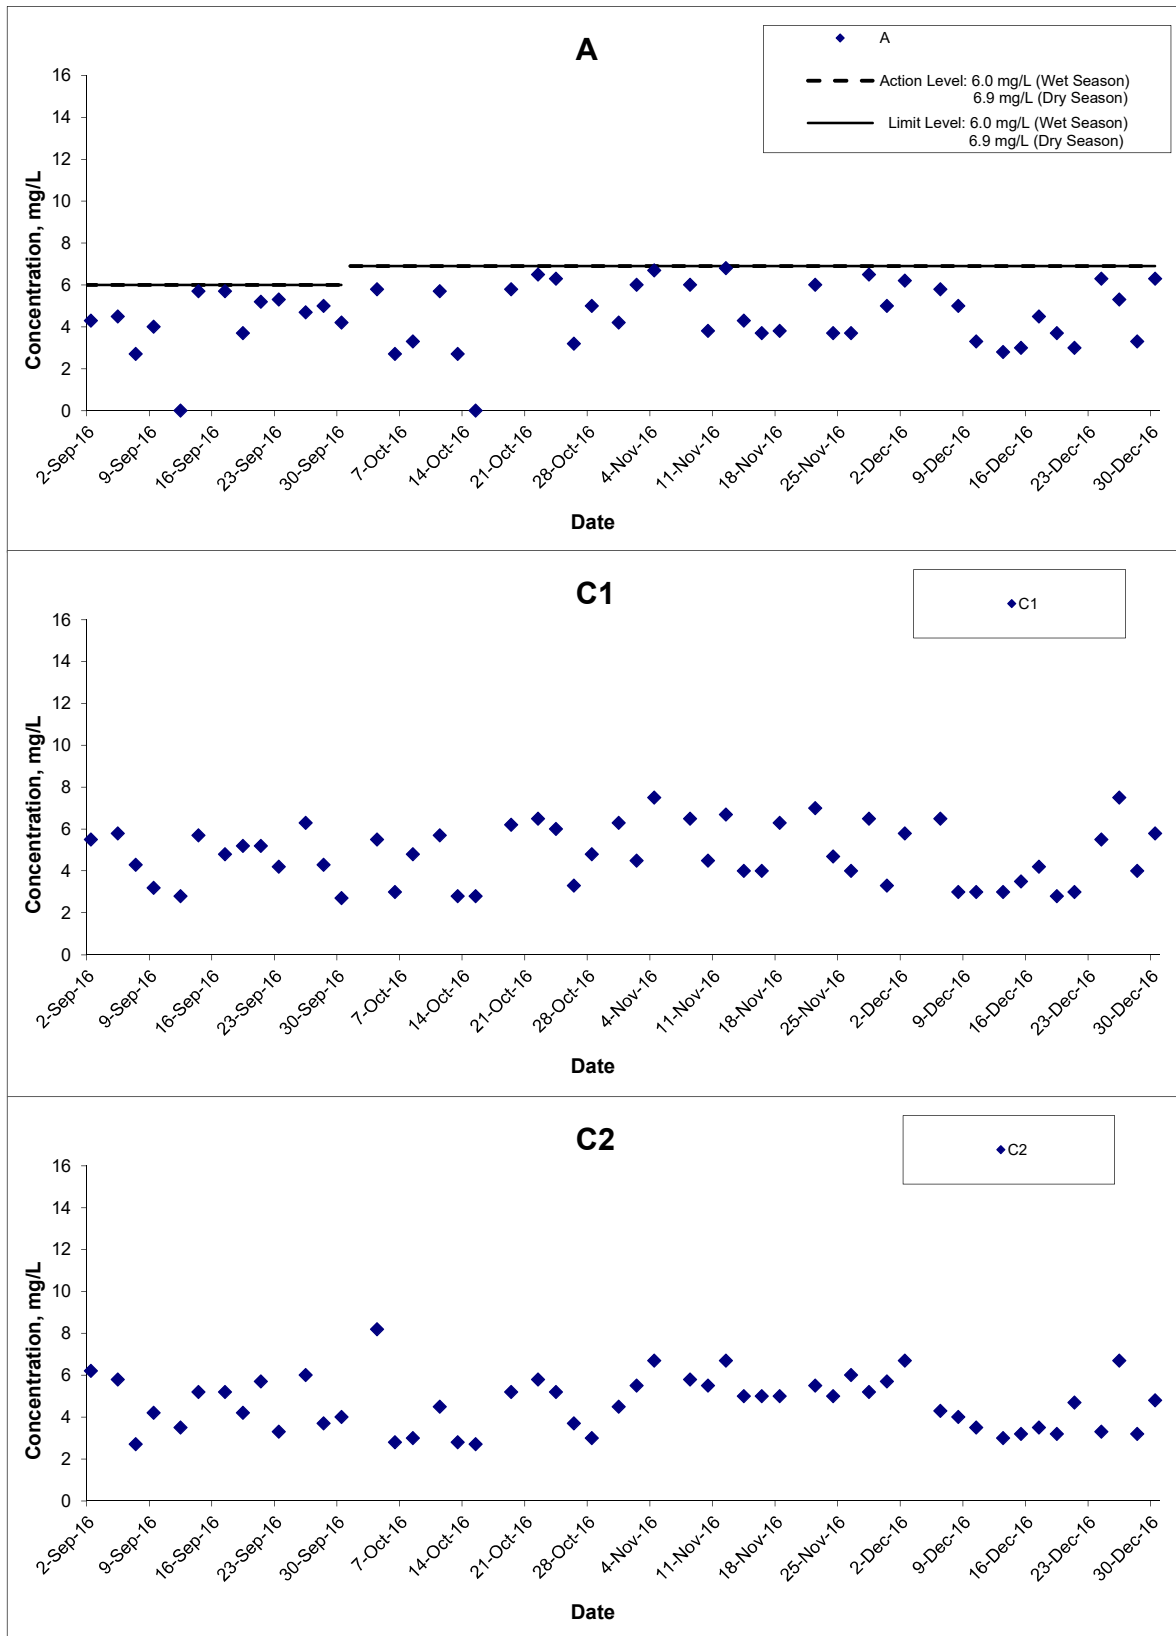 A
A
Action Level: 6.0 mg/L (Wet Season)
6.9 mg/L (Dry Season)
Limit Level: 6.0 mg/L (Wet Season)
6.9 mg/L (Dry Season)
Concentration, mg/L
16
14
12
10
8
6
4
2
0
2-Sep-16
9-Sep-16
16-Sep-16
23-Sep-16
30-Sep-16
7-Oct-16
14-Oct-16
21-Oct-16
28-Oct-16
4-Nov-16
11-Nov-16
18-Nov-16
25-Nov-16
2-Dec-16
9-Dec-16
16-Dec-16
23-Dec-16
30-Dec-16
Date
C1
C1
Concentration, mg/L
16
14
12
10
8
6
4
2
0
2-Sep-16
9-Sep-16
16-Sep-16
23-Sep-16
30-Sep-16
7-Oct-16
14-Oct-16
21-Oct-16
28-Oct-16
4-Nov-16
11-Nov-16
18-Nov-16
25-Nov-16
2-Dec-16
9-Dec-16
16-Dec-16
23-Dec-16
30-Dec-16
Date
C2
C2
Concentration, mg/L
16
14
12
10
8
6
4
2
0
2-Sep-16
9-Sep-16
16-Sep-16
23-Sep-16
30-Sep-16
7-Oct-16
14-Oct-16
21-Oct-16
28-Oct-16
4-Nov-16
11-Nov-16
18-Nov-16
25-Nov-16
2-Dec-16
9-Dec-16
16-Dec-16
23-Dec-16
30-Dec-16
Date